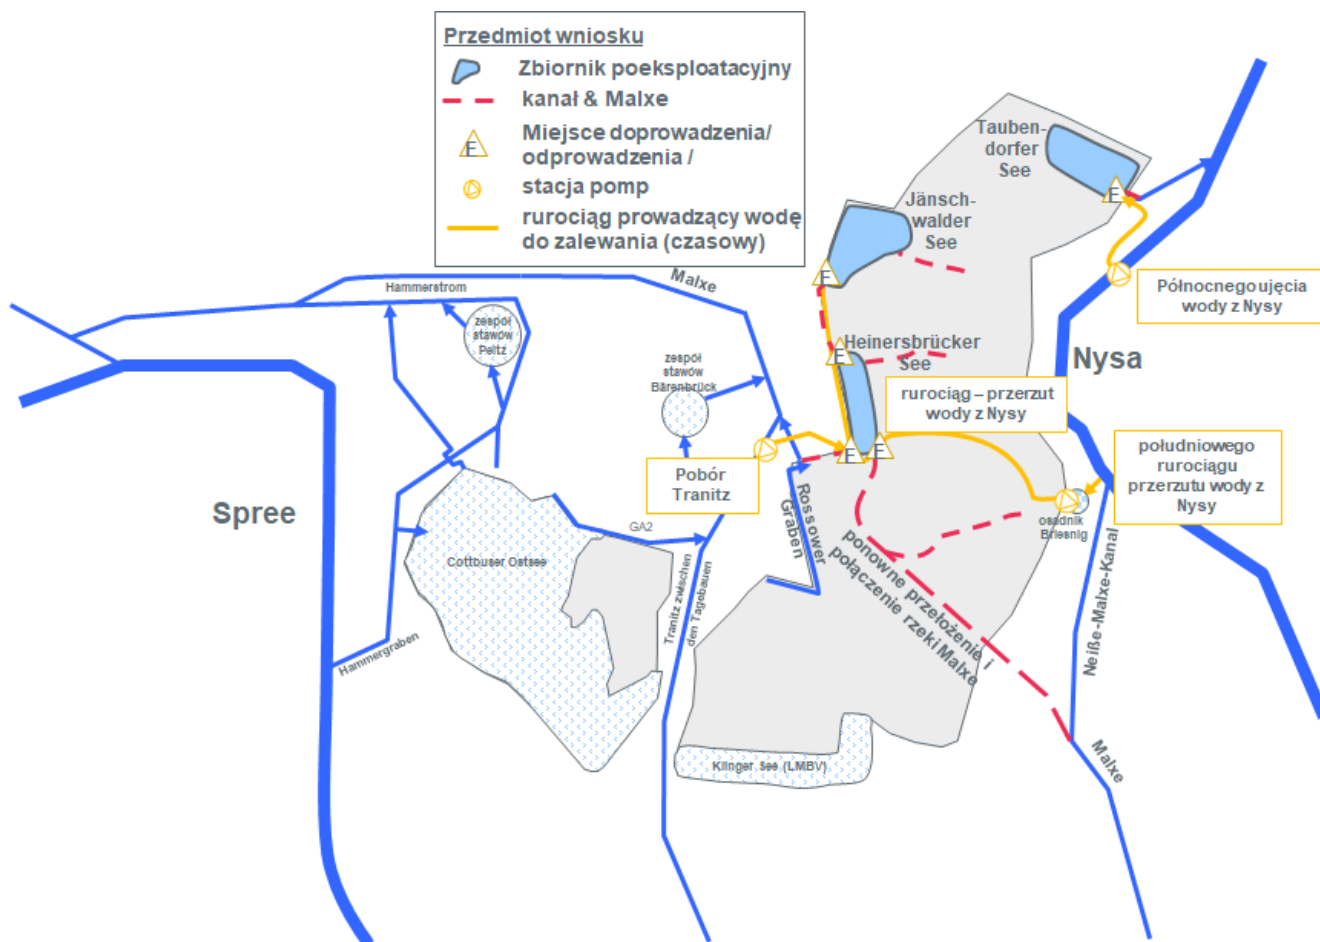 Przedmiot wniosku
Zbiornik poeksploatacyjny
kanał & Malxe
E
Miejsce doprowadzenia/
odprowadzenia /
stacja pomp
rurociąg prowadzący wodę
do zalewania (czasowy)
Tauben-
dorfer
See
E
Jänsch-
walder
See
E
Malxe
Hammerstrom
Północnego ujęcia
wody z Nysy
zespół
stawów
Peitz
E
Heinersbrücker
See
Nysa
zespół
stawów
Bärenbrück
rurociąg – przerzut
wody z Nysy
południowego
rurociągu
przerzutu wody z
Nysy
E
E
Pobór
Tranitz
Spree
Rossower
Graben
GA2
osadnik
Briesnig
Cottbuser Ostsee
Tranitz zwischen
den Tagebauen
ponowne przełożenie i
połączenie rzeki Malxe
Neiße-Malxe-Kanal
Hammergraben
Malxe
Klinger See (LMBV)